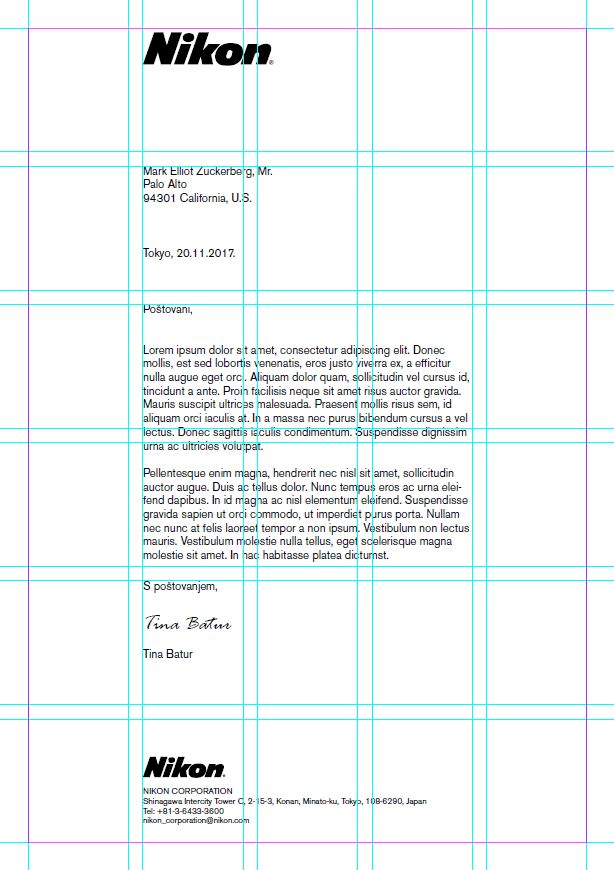 Nikon®
Mark Elliot Zuckerberg, Mr.
Palo Alto
94301 California, U.S.
Tokyo, 20.11.2017.
Poštovani,
Lorem ipsum dolor sit amet, consectetur adipiscing elit. Donec
mollis, est sed lobortis venenatis, eros justo viverra ex, a efficitur
nulla augue eget orci. Aliquam dolor quam, sollicitudin vel cursus id,
tincidunt a ante. Proin facilisis neque sit amet risus auctor gravida.
Mauris suscipit ultrices malesuada. Praesent mollis risus sem, id
aliquam orci iaculis at. In a massa nec purus bibendum cursus a vel
lectus. Donec sagittis iaculis condimentum. Suspendisse dignissim
urna ac ultricies volutpat.
Pellentesque enim magna, hendrerit nec nisl sit amet, sollicitudin
auctor augue. Duis ac tellus dolor. Nunc tempus eros ac urna elei-
fend dapibus. In id magna ac nisl elementum eleifend. Suspendisse
gravida sapien ut orci commodo, ut imperdiet purus porta. Nullam
nec nunc at felis laoreet tempor a non ipsum. Vestibulum non lectus
mauris. Vestibulum molestie nulla tellus, eget scelerisque magna
molestie sit amet. In hac habitasse platea dictumst.
S poštovanjem,
Tina Batur
Tina Batur
Nikon®
NIKON CORPORATION
Shinagawa Intercity Tower C, 2-15-3, Konan, Minato-ku, Tokyo, 108-6290, Japan
Tel: +81-3-6433-3600
nikon_corporation@nikon.com